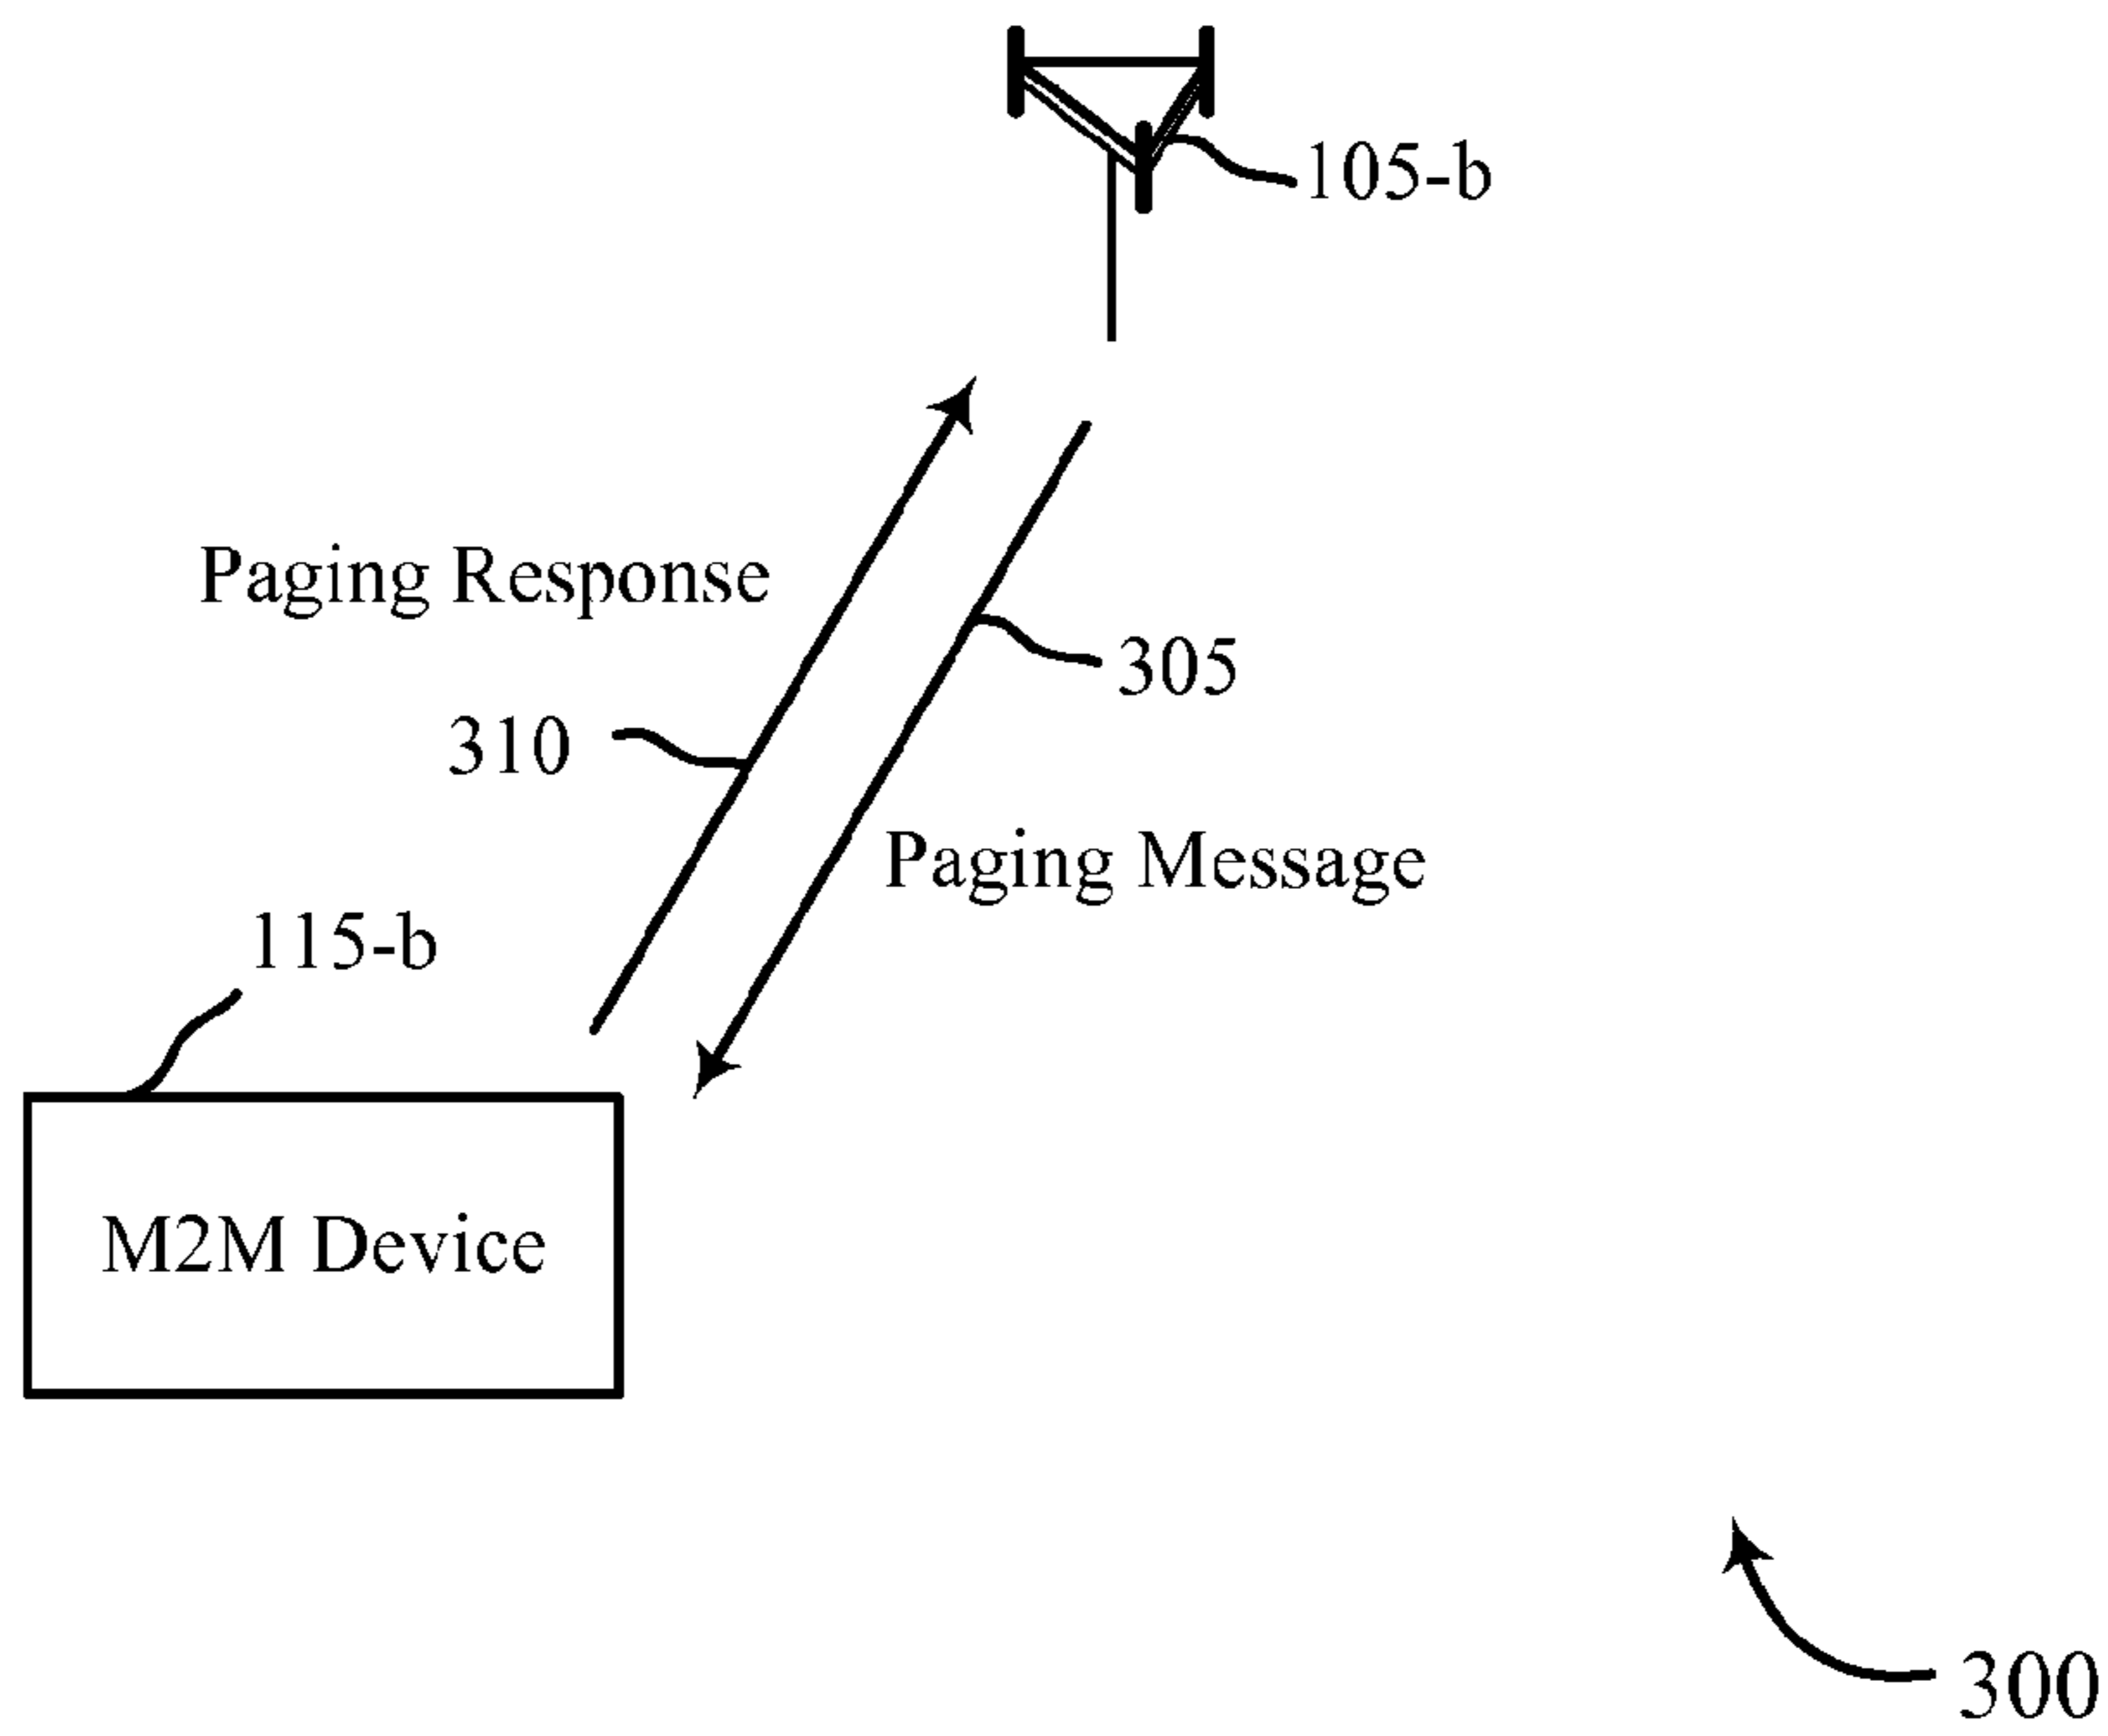 105-b
Paging Response
305
310
Paging Message
115-b
M2M Device
300